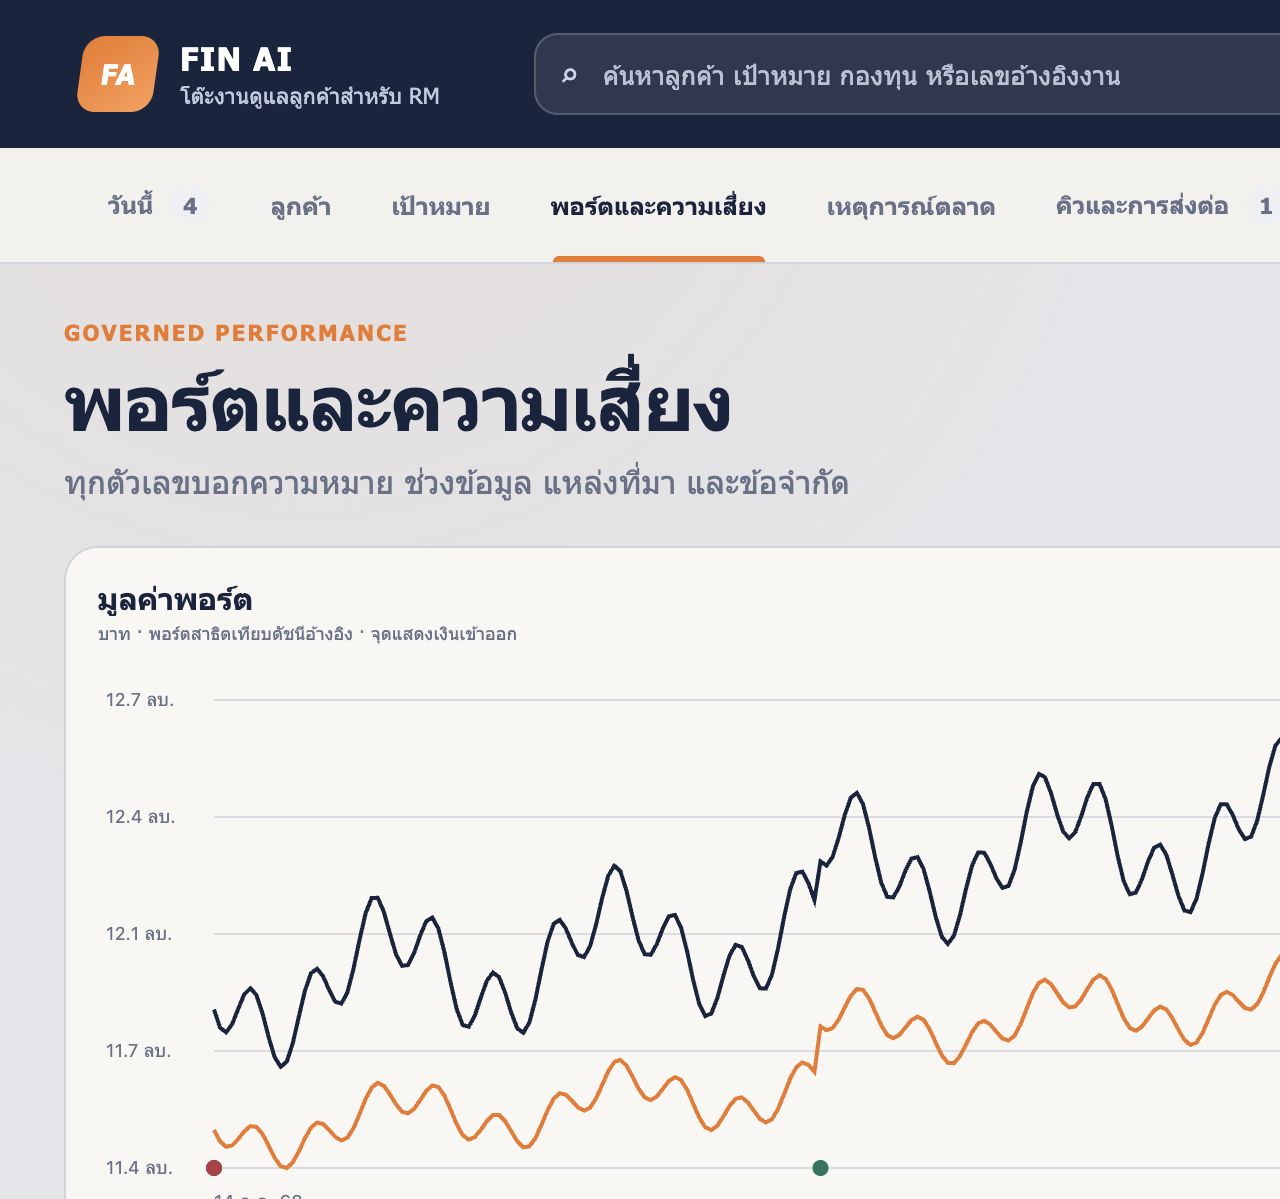 FA
FIN AI
โต๊ะงานดูแลลูกค้าสำหรับ RM
ค้นหาลูกค้า เป้าหมาย กองทุน หรือเลขอ้างอิงงาน
วันนี้ 4 ลูกค้า เป้าหมาย พอร์ตและความเสี่ยง เหตุการณ์ตลาด คิวและการส่งต่อ 1
GOVERNED PERFORMANCE
พอร์ตและความเสี่ยง
ทุกตัวเลขบอกความหมาย ช่วงข้อมูล แหล่งที่มา และข้อจำกัด
มูลค่าพอร์ต
บาท · พอร์ตสาธิตเทียบดัชนีอ้างอิง · จุดแสดงเงินเข้าออก
12.7 ลบ.
12.4 ลบ.
12.1 ลบ.
11.7 ลบ.
11.4 ลบ.